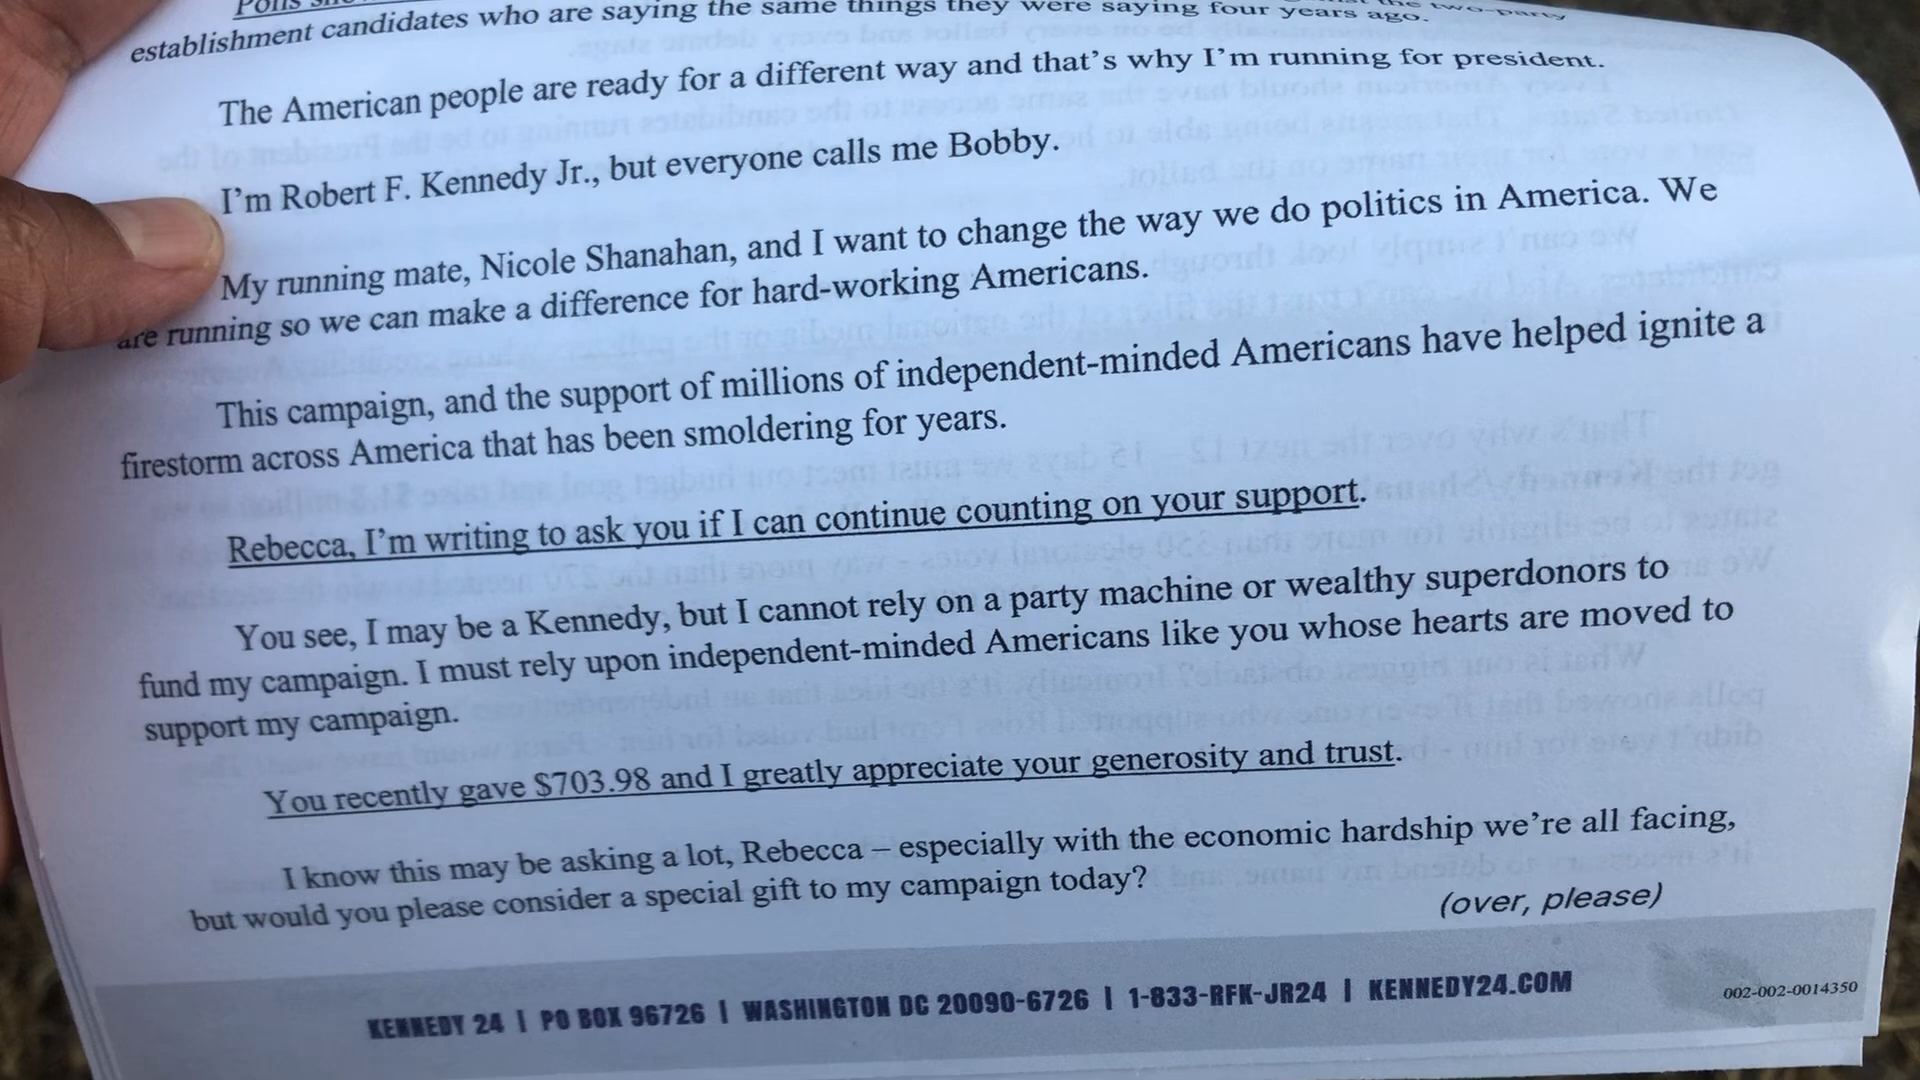 Polls
establishment candidates who are saying the same things they were saying four years ago. the two-party
The American people are ready for a different way and that's why I'm running for president.
I'm Robert F. Kennedy Jr., but everyone calls me Bobby.
My running mate, Nicole Shanahan, and I want to change the way we do politics in America. We
are running so we can make a difference for hard-working Americans.
This campaign, and the support of millions of independent-minded Americans have helped ignite a
firestorm across America that has been smoldering for years.
Rebecca, I'm writing to ask you if I can continue counting on your support.
You see, I may be a Kennedy, but I cannot rely on a party machine or wealthy superdonors to
fund my campaign. I must rely upon independent-minded Americans like you whose hearts are moved to
support my campaign.
You recently gave $703.98 and I greatly appreciate your generosity and trust.
I know this may be asking a lot, Rebecca – especially with the economic hardship we're all facing,
but would you please consider a special gift to my campaign today?
(over, please)
KENNEDY 24 | PO BOX 96726 | WASHINGTON DC 20090-6726 | 1-833-RFK-JR24 | KENNEDY24.COM
002-002-0014350